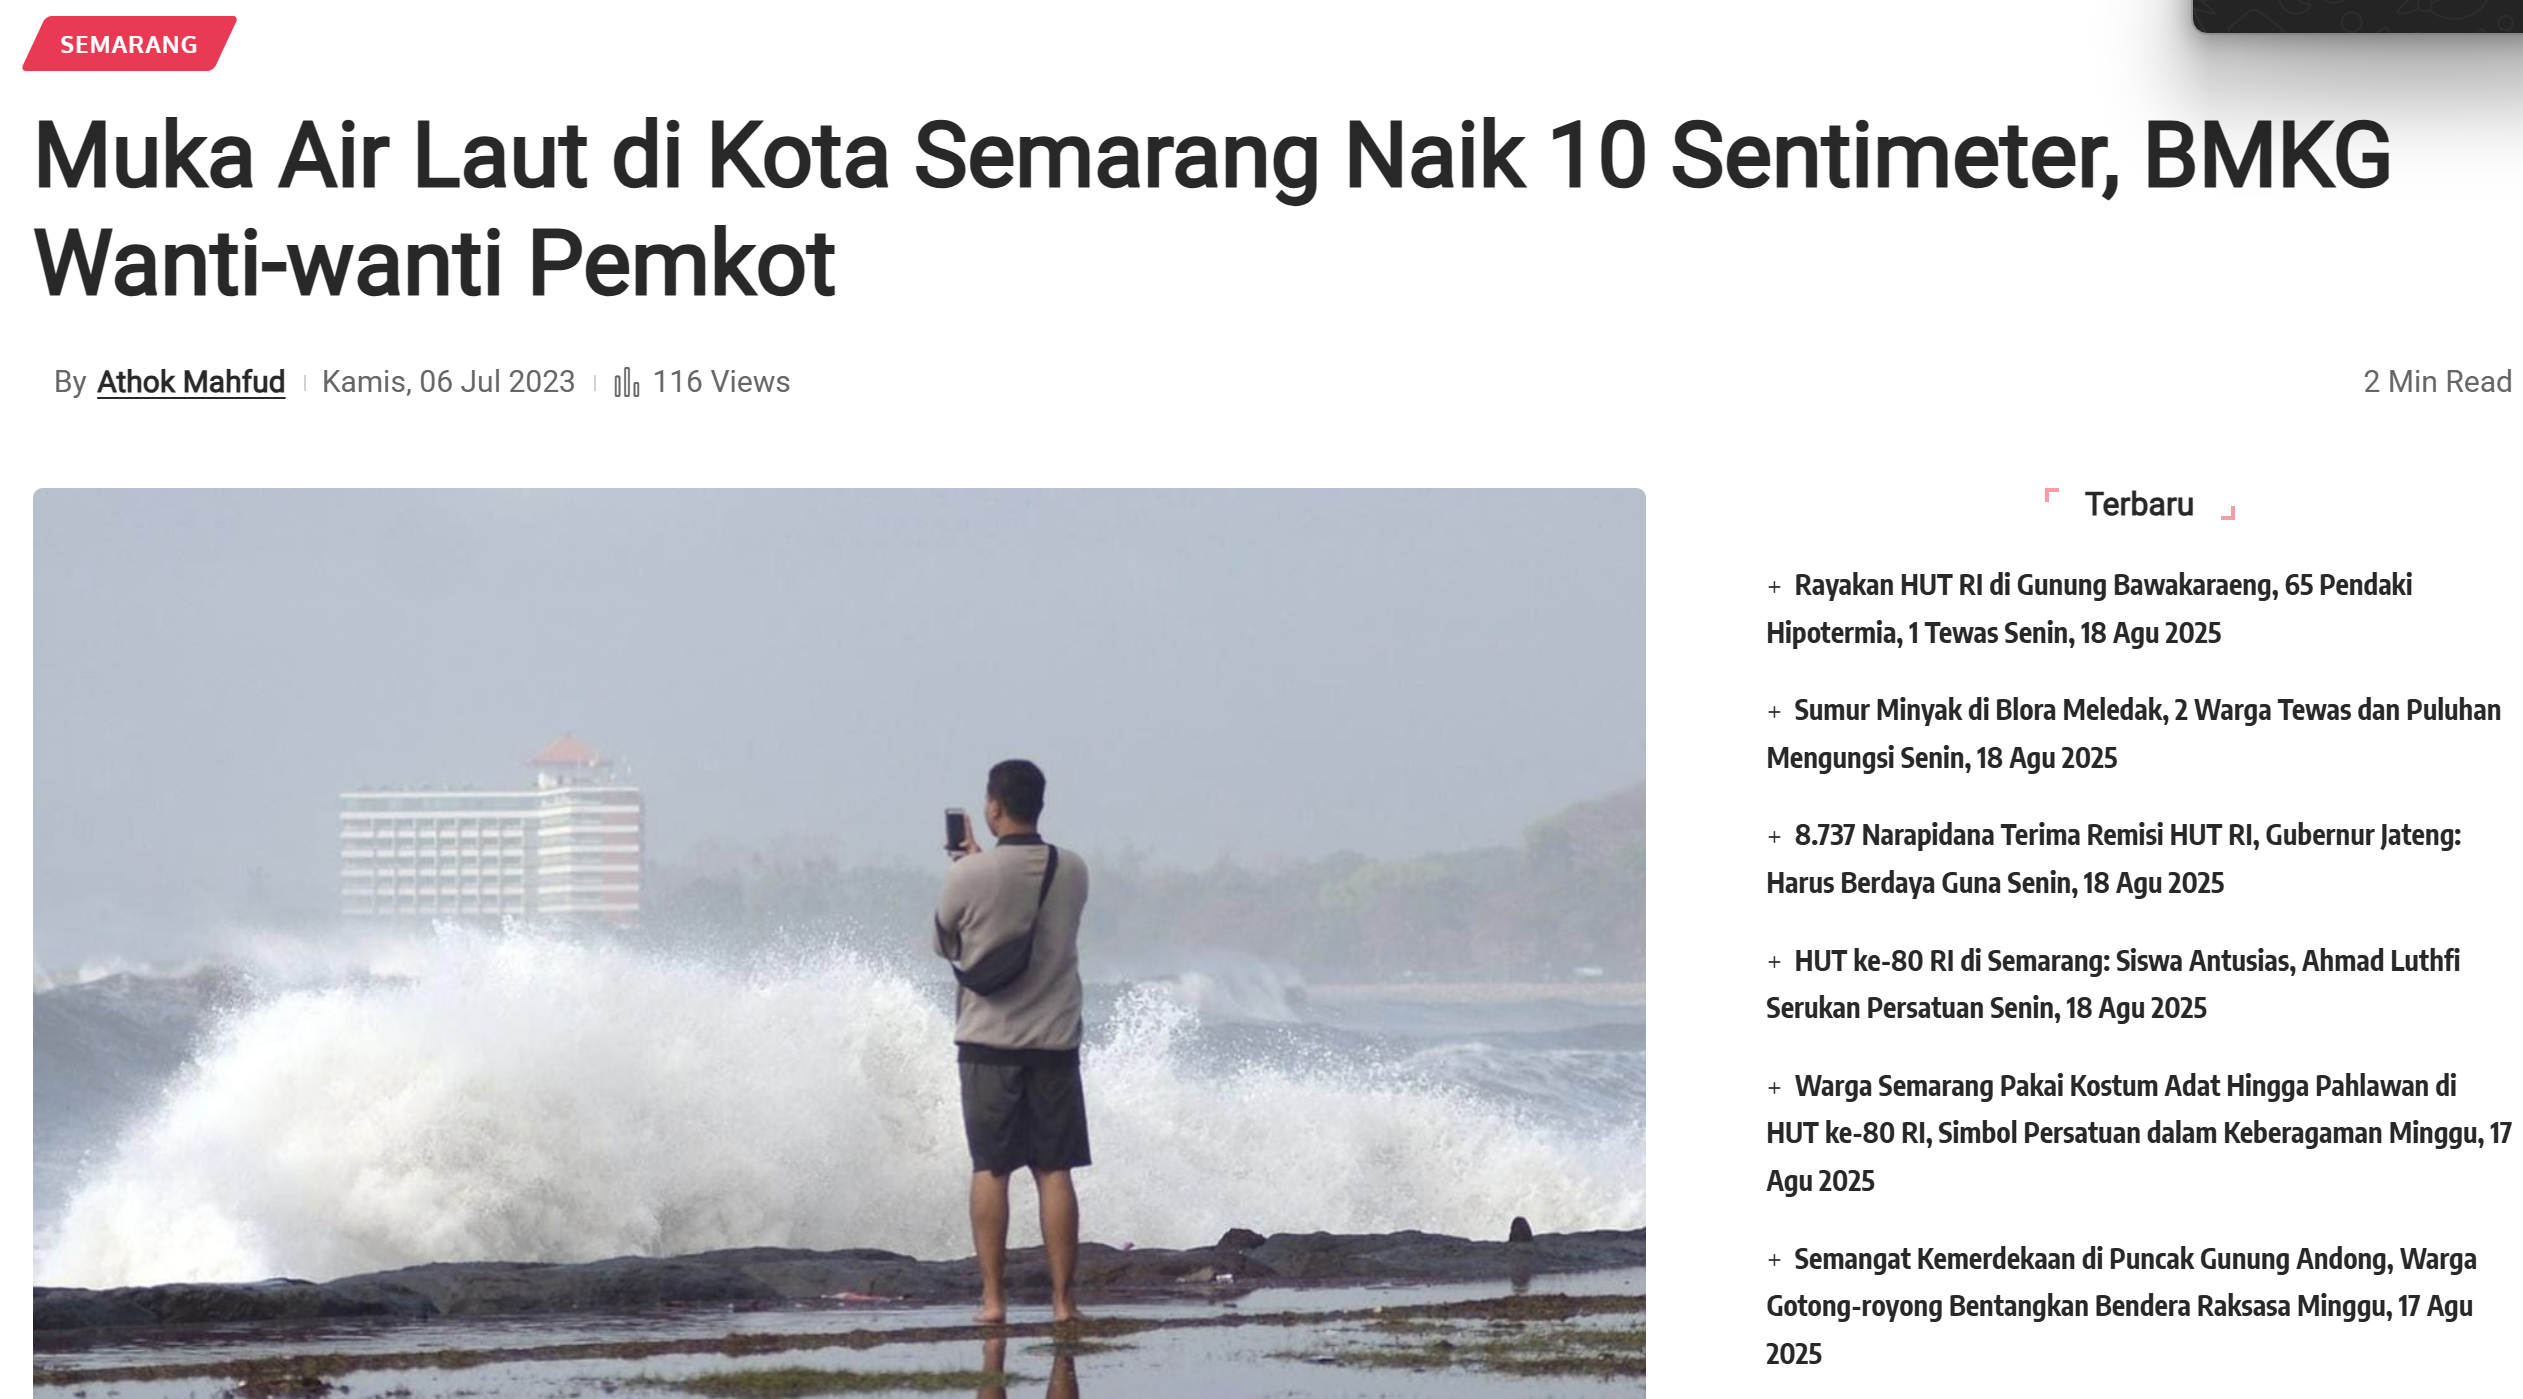 SEMARANG
Muka Air Laut di Kota Semarang Naik 10 Sentimeter, BMKG
Wanti-wanti Pemkot
By Athok Mahfud
Kamis, 06 Jul 2023
116 Views
2 Min Read
Terbaru
+ Rayakan HUT RI di Gunung Bawakaraeng, 65 Pendaki
Hipotermia, 1 Tewas Senin, 18 Agu 2025
+ Sumur Minyak di Blora Meledak, 2 Warga Tewas dan Puluhan
Mengungsi Senin, 18 Agu 2025
+ 8.737 Narapidana Terima Remisi HUT RI, Gubernur Jateng:
Harus Berdaya Guna Senin, 18 Agu 2025
+ HUT ke-80 RI di Semarang: Siswa Antusias, Ahmad Luthfi
Serukan Persatuan Senin, 18 Agu 2025
+ Warga Semarang Pakai Kostum Adat Hingga Pahlawan di
HUT ke-80 RI, Simbol Persatuan dalam Keberagaman Minggu, 17
Agu 2025
+ Semangat Kemerdekaan di Puncak Gunung Andong, Warga
Gotong-royong Bentangkan Bendera Raksasa Minggu, 17 Agu
2025